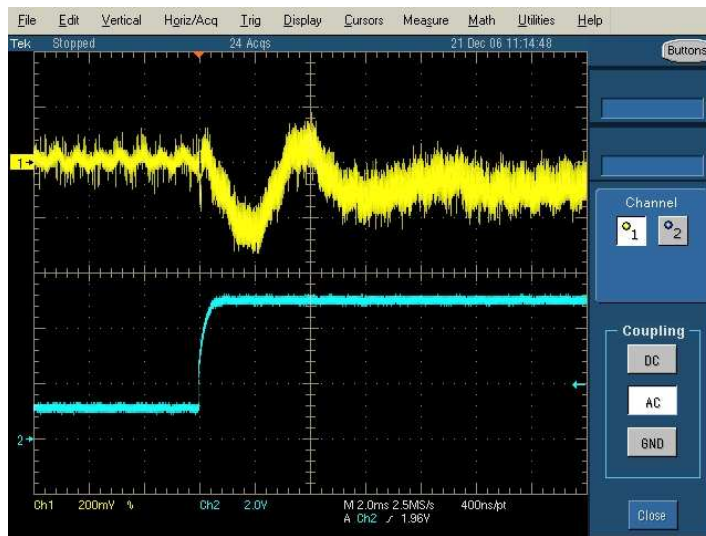 File Edit Vertical Horiz/Acq Trig Display Cursors Measure Math Utilities Help
Tek Stopped 24 Acqs 21 Dec 06 11:14:48
Buttons
1
Channel
1 2
Coupling
DC
AC
2
GND
Ch1 200mV Ch2 2.0V M 2.0ms 2.5MS/s 400ns/pt
A Ch2 1.96V
Close